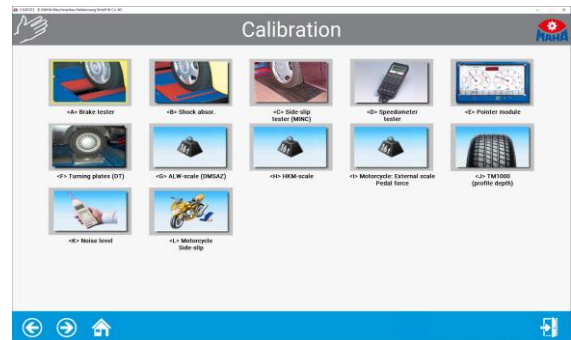 Calibration
MAHA
<A> Brake tester
<B> Shock absor.
<C> Side-slip
tester (MINC)
<D> Speedometer
tester
<E> Pointer module
<F> Turning plates (DT)
<G> ALW-scale (DMSAZ)
<H> HKM-scale
<I> Motorcycle: External scale
Pedal force
<J> TM1000
(profile depth)
<K> Noise level
<L> Motorcycle
Side-slip